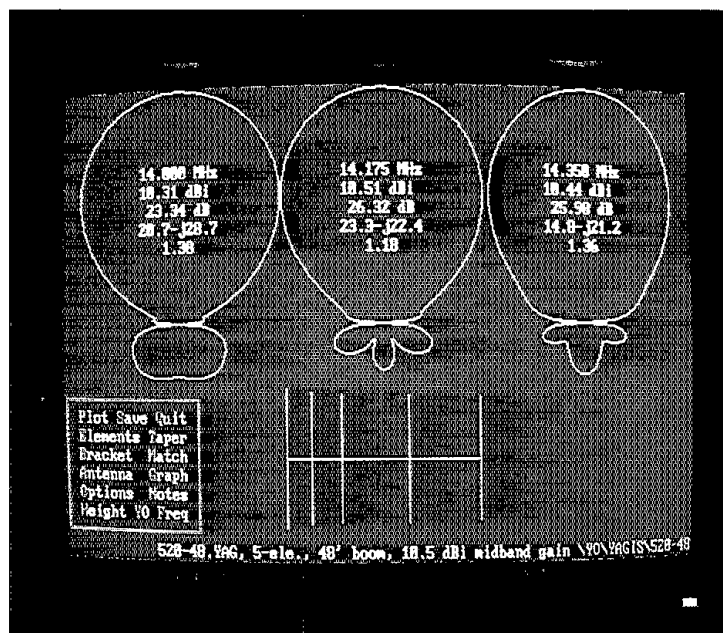 14.000 MHz
10.31 dBi
23.34 dB
20.7-j20.7
1.30
14.175 MHz
10.51 dBi
26.32 dB
23.3-j22.4
1.18
14.350 MHz
10.44 dBi
25.90 dB
14.8-j21.2
1.36
Plot Save Quit
Elements Taper
Bracket Match
Antenna Graph
Options Notes
Height YO Freq
520-48.YAG, 5-ele., 48' boom, 10.5 dBi midband gain \YO\YAGIS\520-48